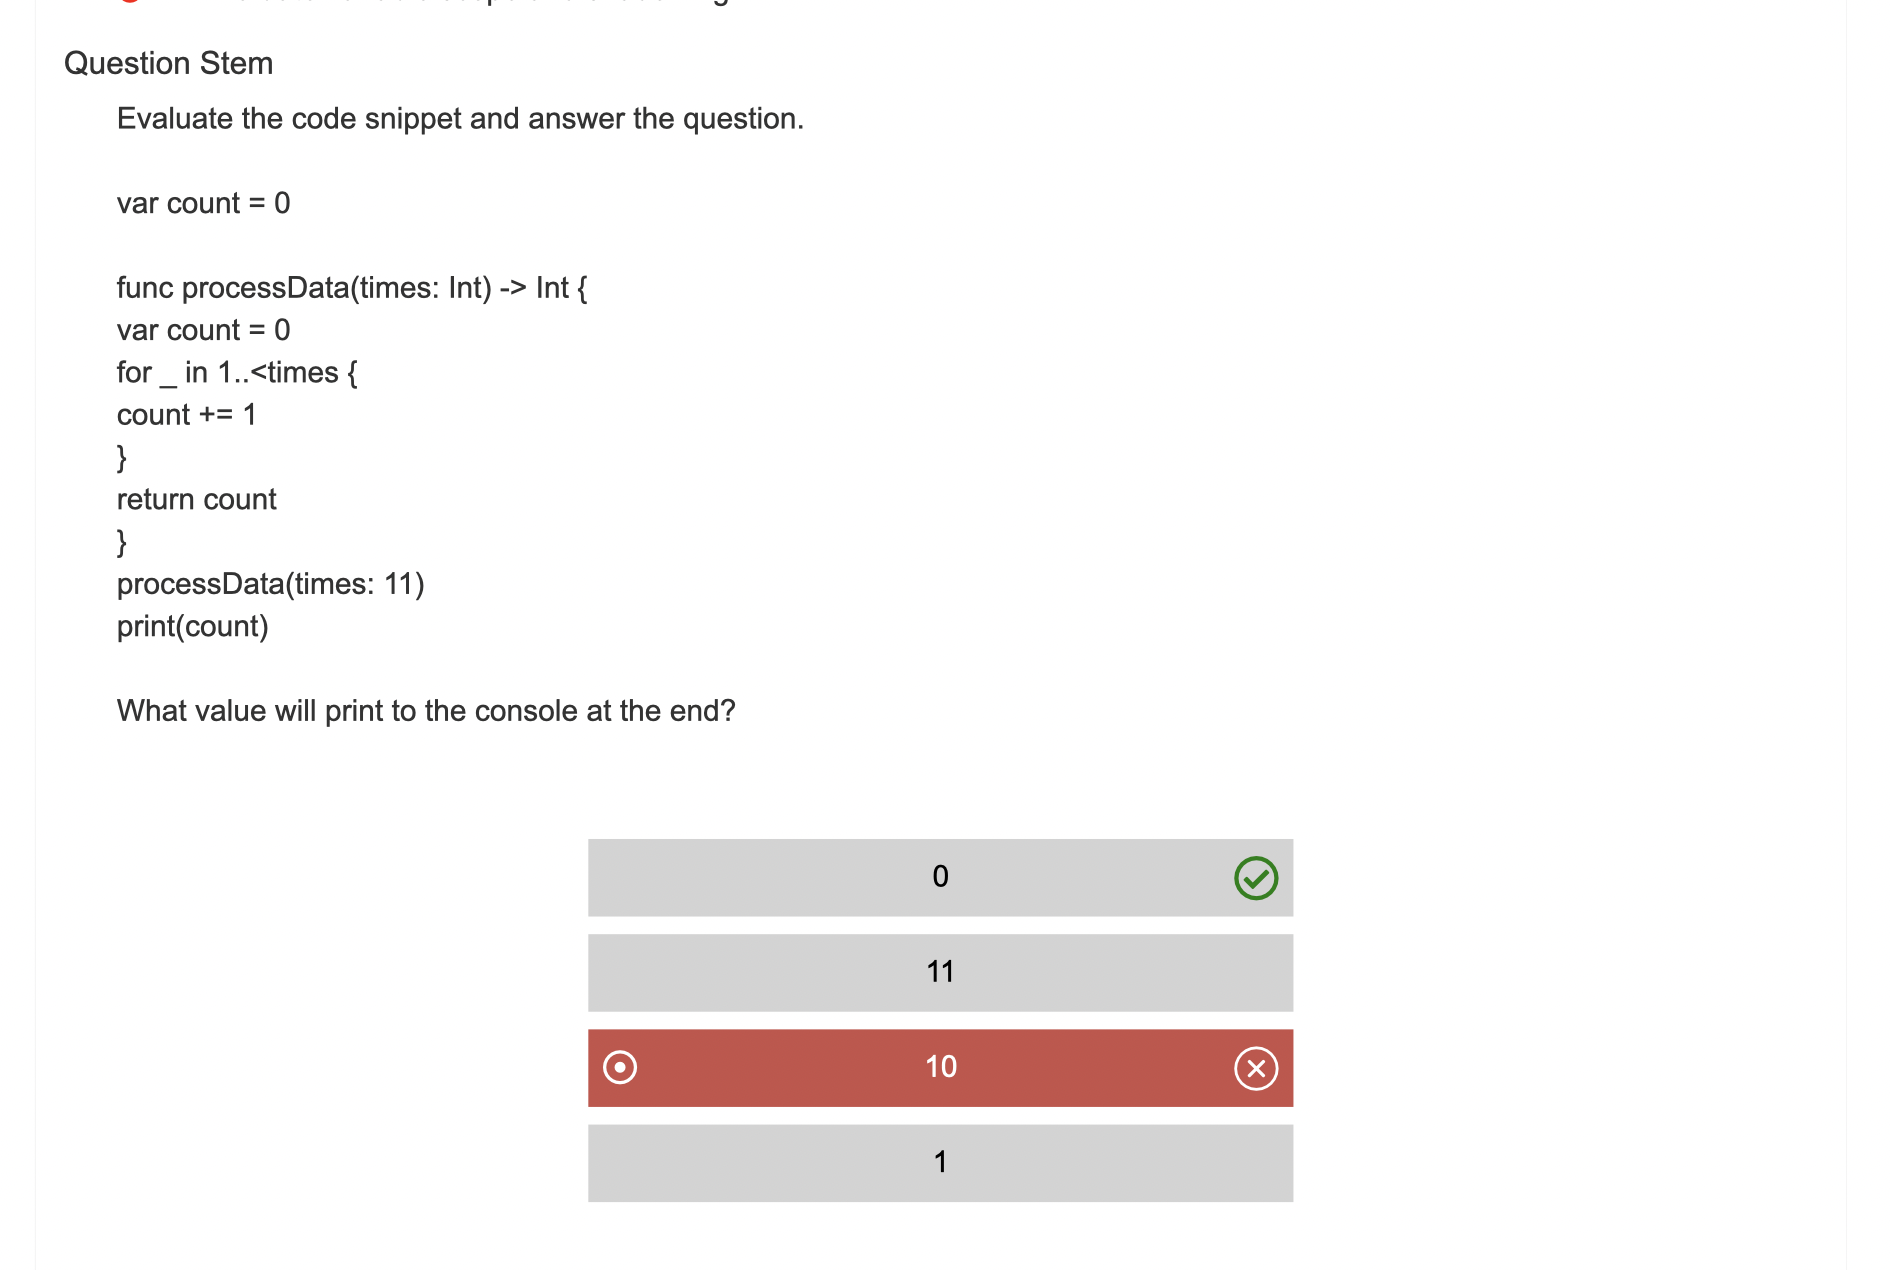 Question Stem
Evaluate the code snippet and answer the question.
var count = 0
func processData(times: Int) -> Int {
var count = 0
for _ in 1..<times {
count += 1
}
return count
}
processData(times: 11)
print(count)
What value will print to the console at the end?
0
11
10
1